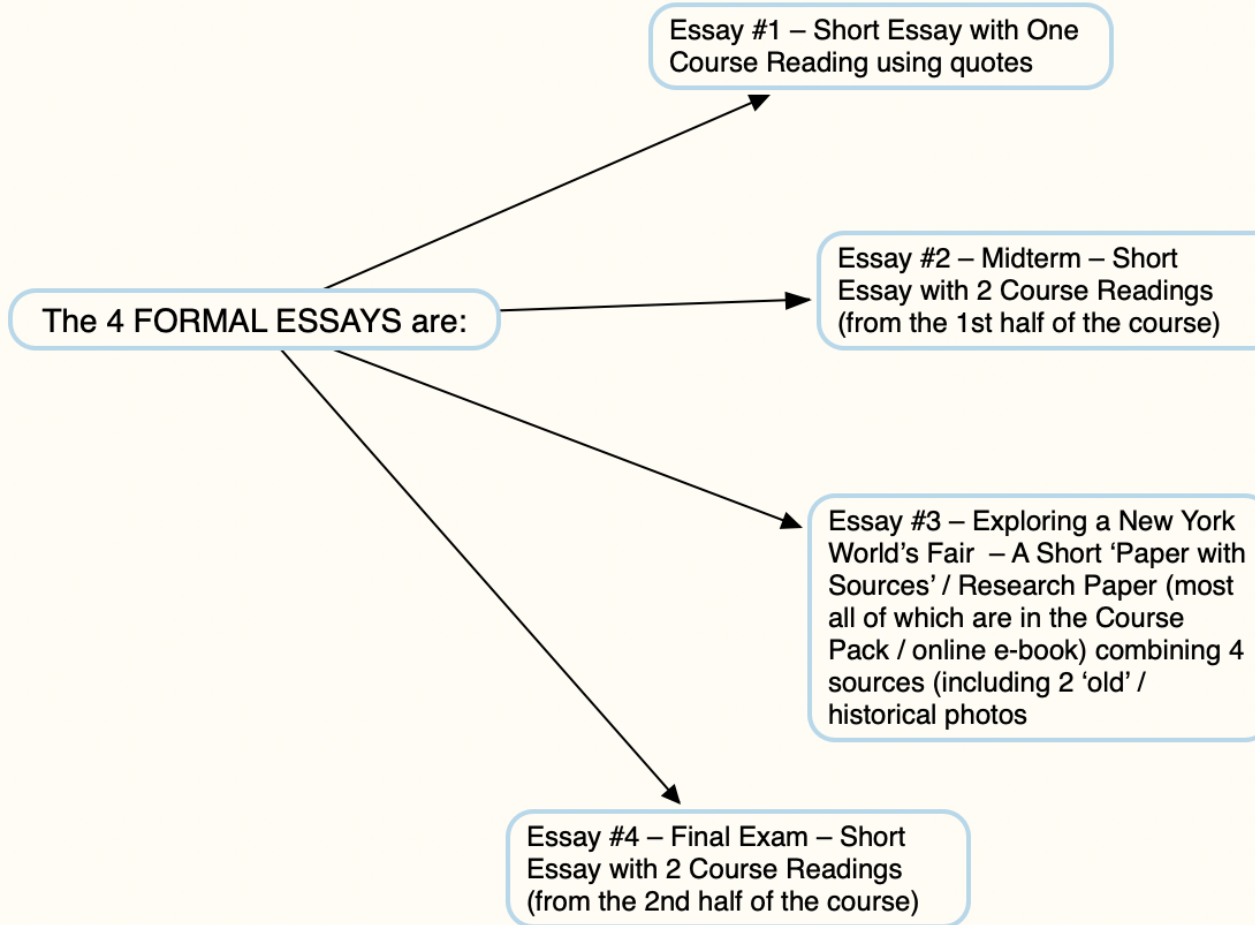 Essay #1 – Short Essay with One
Course Reading using quotes
Essay #2 – Midterm – Short
Essay with 2 Course Readings
(from the 1st half of the course)
The 4 FORMAL ESSAYS are:
Essay #3 – Exploring a New York
World’s Fair  – A Short ‘Paper with
Sources’ / Research Paper (most
all of which are in the Course
Pack / online e-book) combining 4
sources (including 2 ‘old’ /
historical photos
Essay #4 – Final Exam – Short
Essay with 2 Course Readings
(from the 2nd half of the course)